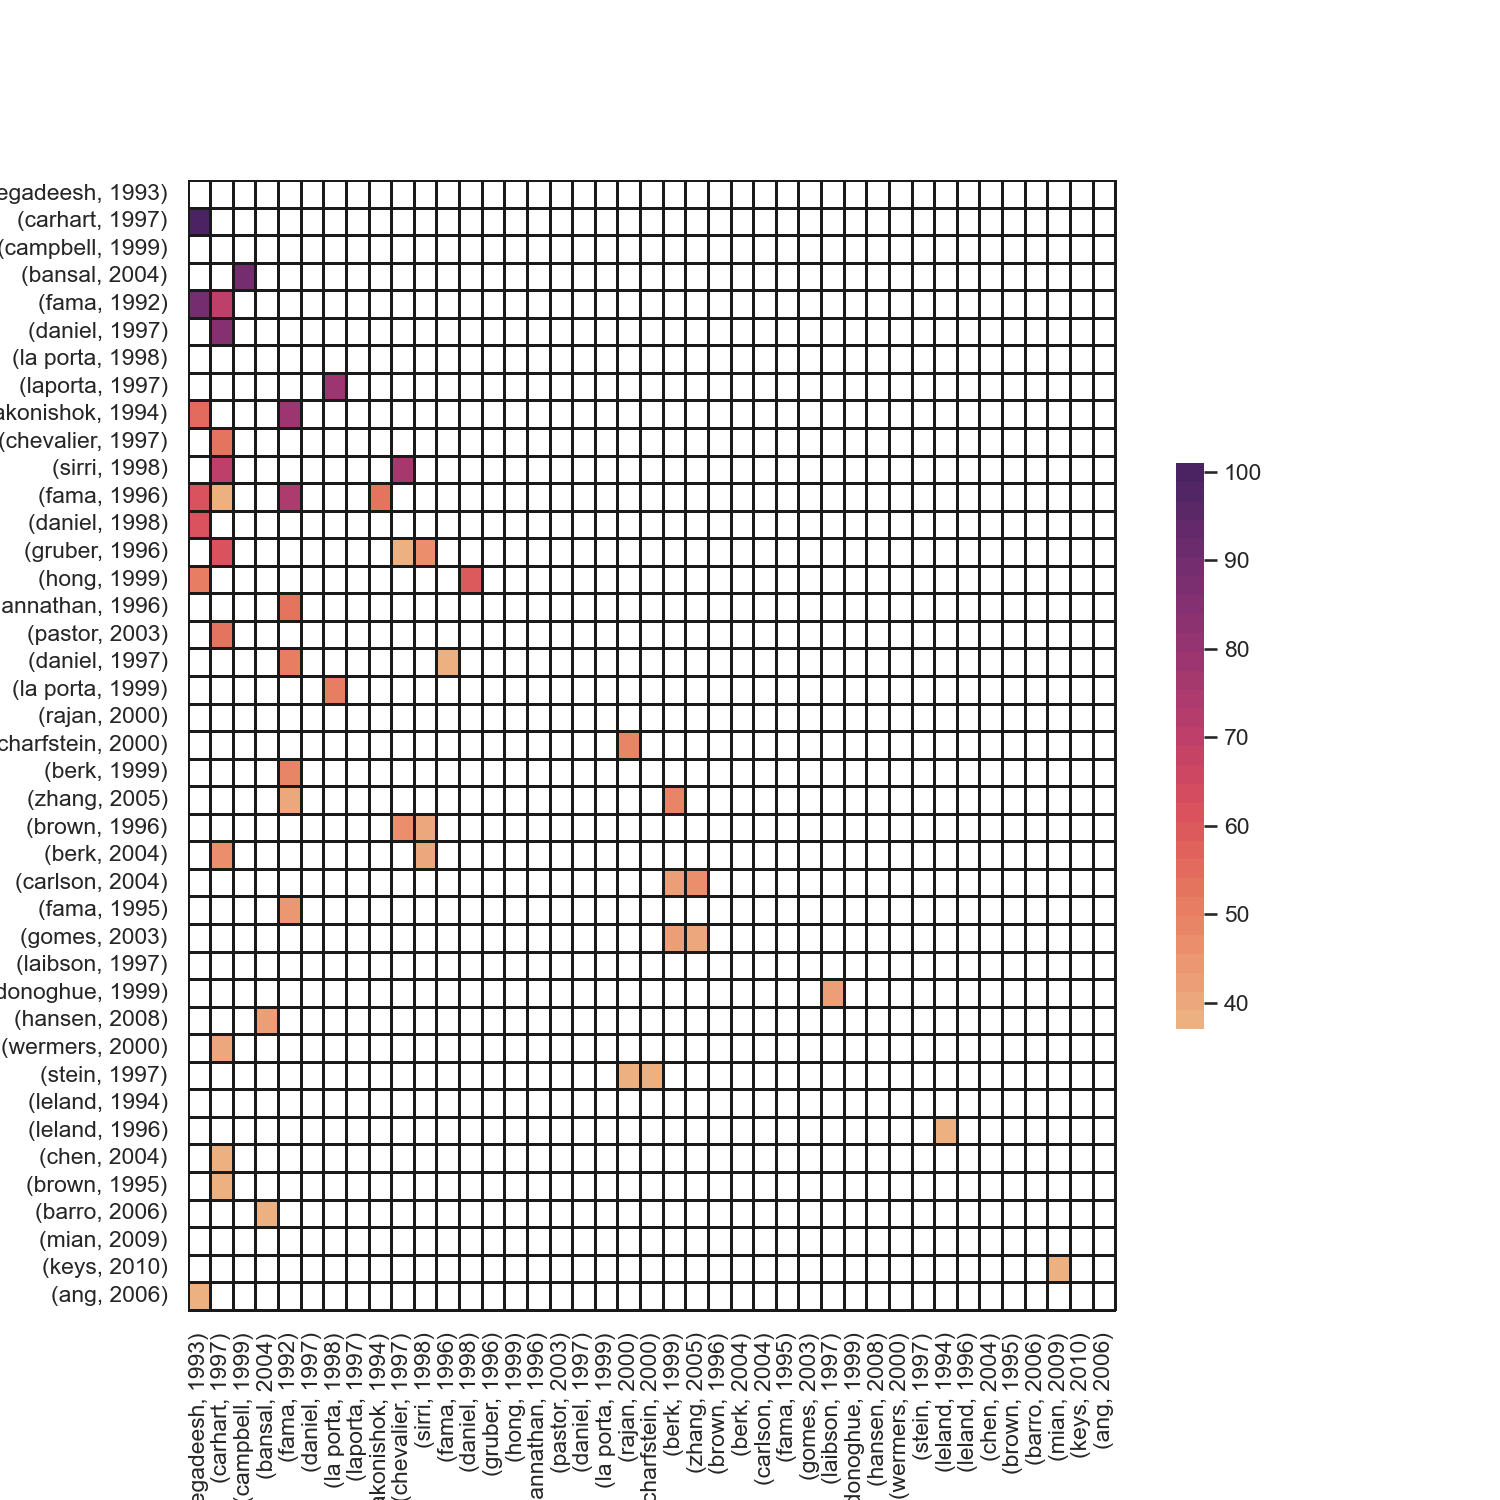 egadeesh, 1993)
(carhart, 1997)
(campbell, 1999)
(bansal, 2004)
(fama, 1992)
(daniel, 1997)
(la porta, 1998)
(laporta, 1997)
akonishok, 1994)
(chevalier, 1997)
(sirri, 1998)
(fama, 1996)
(daniel, 1998)
(gruber, 1996)
(hong, 1999)
annathan, 1996)
(pastor, 2003)
(daniel, 1997)
(la porta, 1999)
(rajan, 2000)
charfstein, 2000)
(berk, 1999)
(zhang, 2005)
(brown, 1996)
(berk, 2004)
(carlson, 2004)
(fama, 1995)
(gomes, 2003)
(laibson, 1997)
donoghue, 1999)
(hansen, 2008)
(wermers, 2000)
(stein, 1997)
(leland, 1994)
(leland, 1996)
(chen, 2004)
(brown, 1995)
(barro, 2006)
(mian, 2009)
(keys, 2010)
(ang, 2006)
egadeesh, 1993)
(carhart, 1997)
(campbell, 1999)
(bansal, 2004)
(fama, 1992)
(daniel, 1997)
(la porta, 1998)
(laporta, 1997)
akonishok, 1994)
(chevalier, 1997)
(sirri, 1998)
(fama, 1996)
(daniel, 1998)
(gruber, 1996)
(hong, 1999)
annathan, 1996)
(pastor, 2003)
(daniel, 1997)
(la porta, 1999)
(rajan, 2000)
charfstein, 2000)
(berk, 1999)
(zhang, 2005)
(brown, 1996)
(berk, 2004)
(carlson, 2004)
(fama, 1995)
(gomes, 2003)
(laibson, 1997)
donoghue, 1999)
(hansen, 2008)
(wermers, 2000)
(stein, 1997)
(leland, 1994)
(leland, 1996)
(chen, 2004)
(brown, 1995)
(barro, 2006)
(mian, 2009)
(keys, 2010)
(ang, 2006)
100
90
80
70
60
50
40